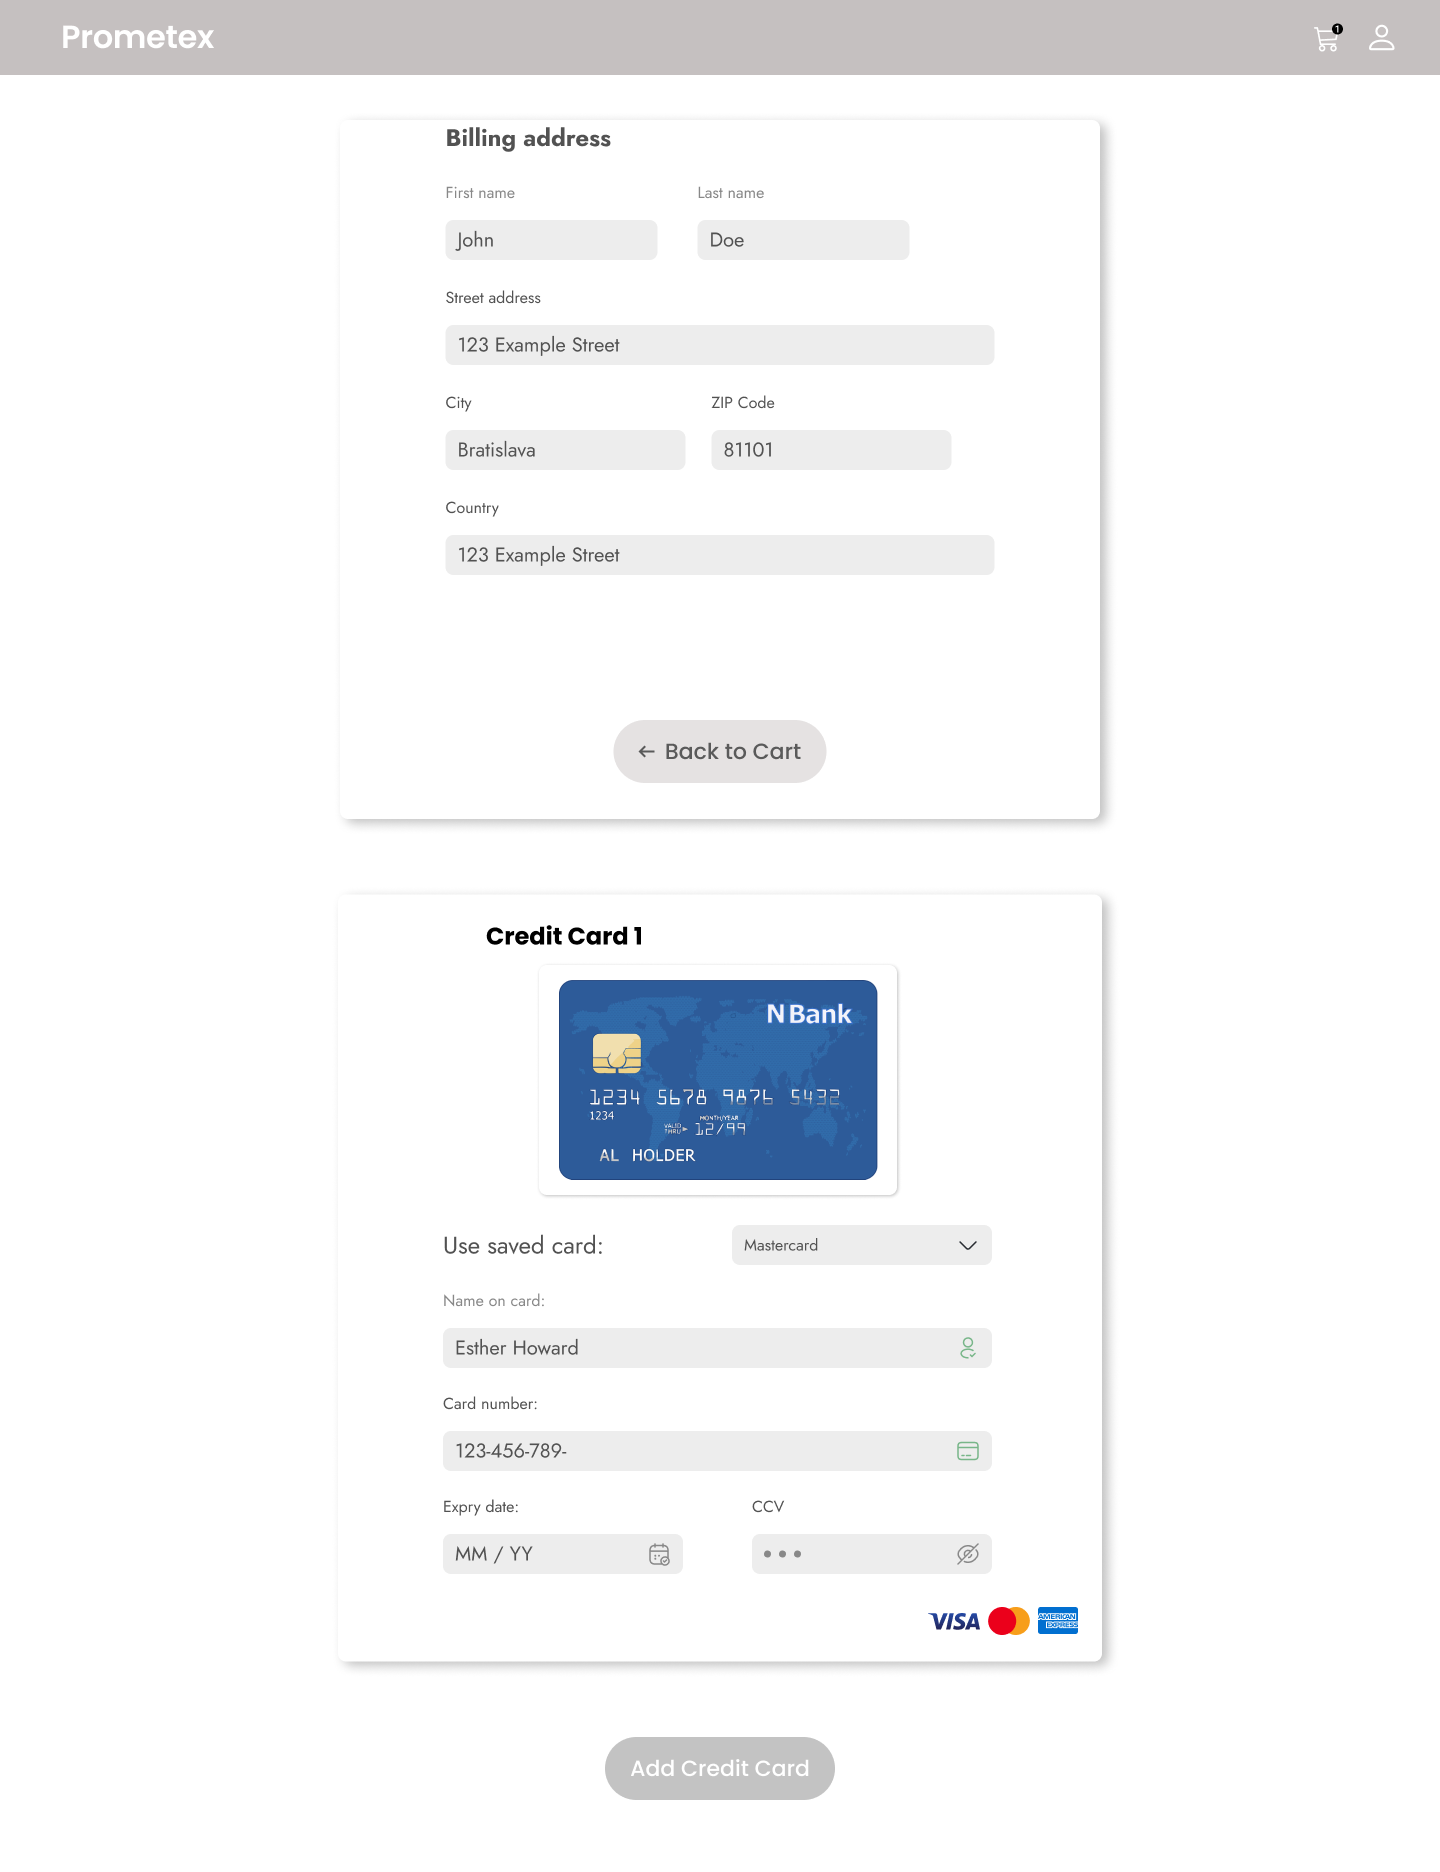 Prometex
1
Billing address
First name Last name
John Doe
Street address
123 Example Street
City ZIP Code
Bratislava 81101
Country
123 Example Street
← Back to Cart
Credit Card 1
N Bank
1234 5678 9876 5432
1234
MONTH/YEAR
VALID THRU 12/99
AL HOLDER
Use saved card: Mastercard
Name on card:
Esther Howard
Card number:
123-456-789-
Expry date: CCV
MM / YY
VISA AMERICAN EXPRESS
Add Credit Card